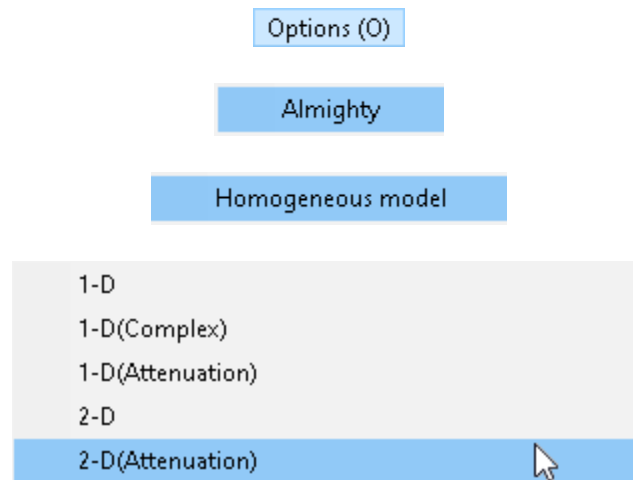 Options (O)
Almighty
Homogeneous model
1-D
1-D(Complex)
1-D(Attenuation)
2-D
2-D(Attenuation)